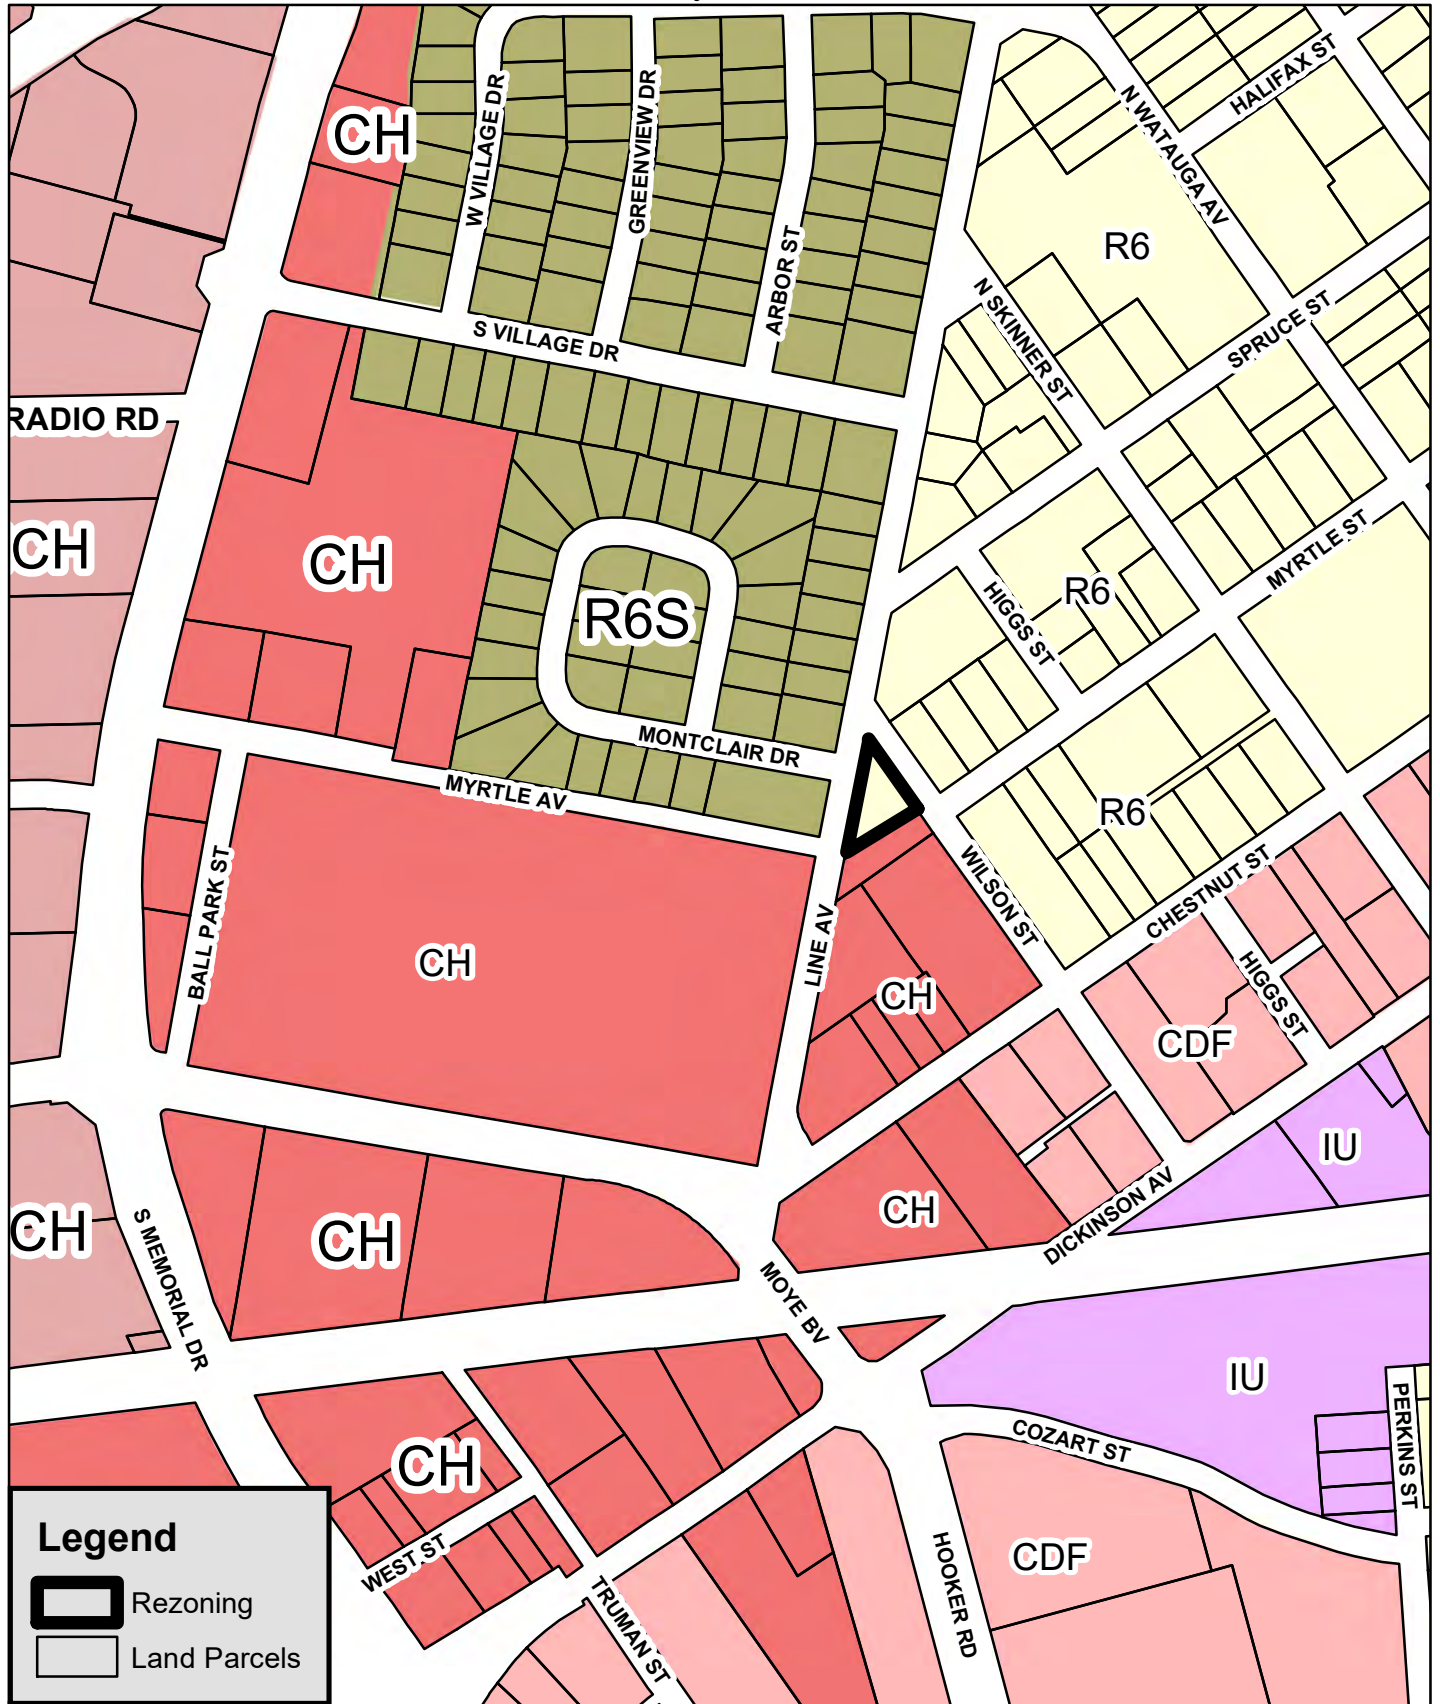 HALIFAX ST
CH
W VILLAGE DR
GREENVIEW DR
N WATAUGA AV
R6
ARBOR ST
N SKINNER ST
SPRUCE ST
S VILLAGE DR
RADIO RD
CH
CH
MYRTLE ST
R6
HIGGS ST
R6S
MONTCLAIR DR
MYRTLE AV
R6
BALL PARK ST
WILSON ST
CHESTNUT ST
LINE AV
CH
CH
HIGGS ST
CDF
IU
CH
CH
CH
S MEMORIAL DR
DICKINSON AV
MOYE BV
IU
PERKINS ST
COZART ST
CH
WEST ST
HOOKER RD
CDF
TRUMAN ST
Legend
Rezoning
Land Parcels